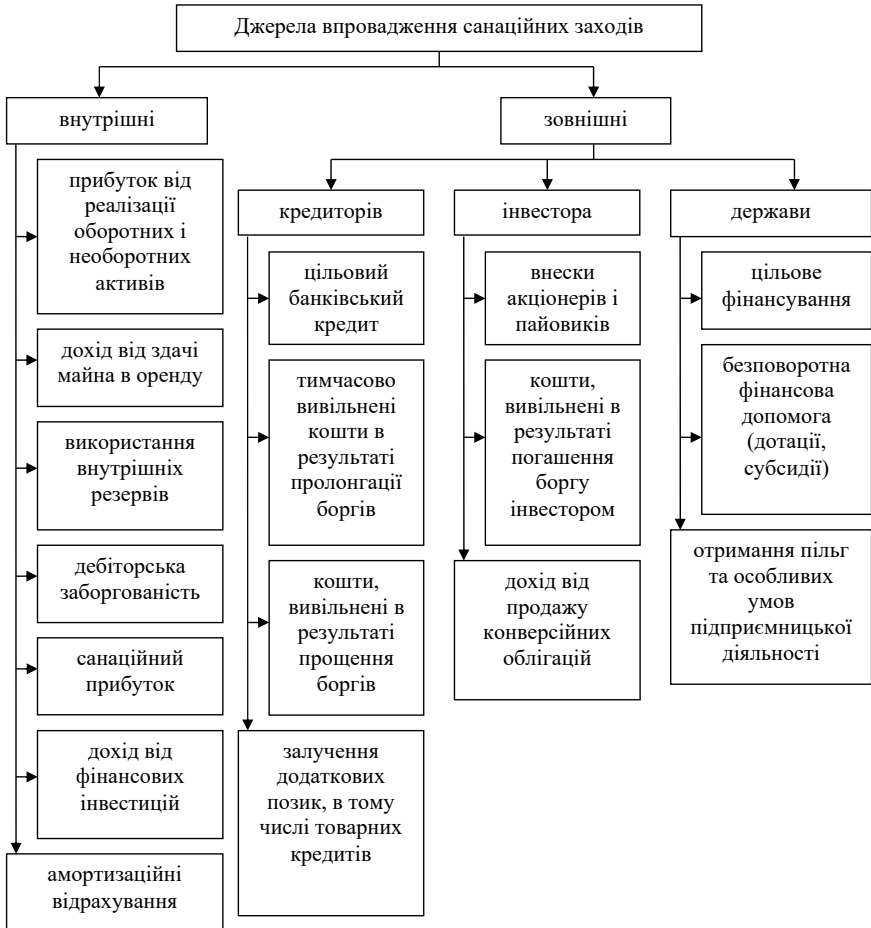 Джерела впровадження санаційних заходів
внутрішні
зовнішні
прибуток від
реалізації
оборотних і
необоротних
активів
дохід від здачі
майна в оренду
використання
внутрішніх
резервів
дебіторська
заборгованість
санаційний
прибуток
дохід від
фінансових
інвестицій
амортизаційні
відрахування
кредиторів
цільовий
банківський
кредит
тимчасово
вивільнені
кошти в
результаті
пролонгації
боргів
кошти,
вивільнені в
результаті
прощення
боргів
залучення
додаткових
позик, в тому
числі товарних
кредитів
інвестора
внески
акціонерів і
пайовиків
кошти,
вивільнені в
результаті
погашення
боргу
інвестором
дохід від
продажу
конверсійних
облігацій
держави
цільове
фінансування
безповоротна
фінансова
допомога
(дотації,
субсидії)
отримання пільг
та особливих
умов
підприємницької
діяльності